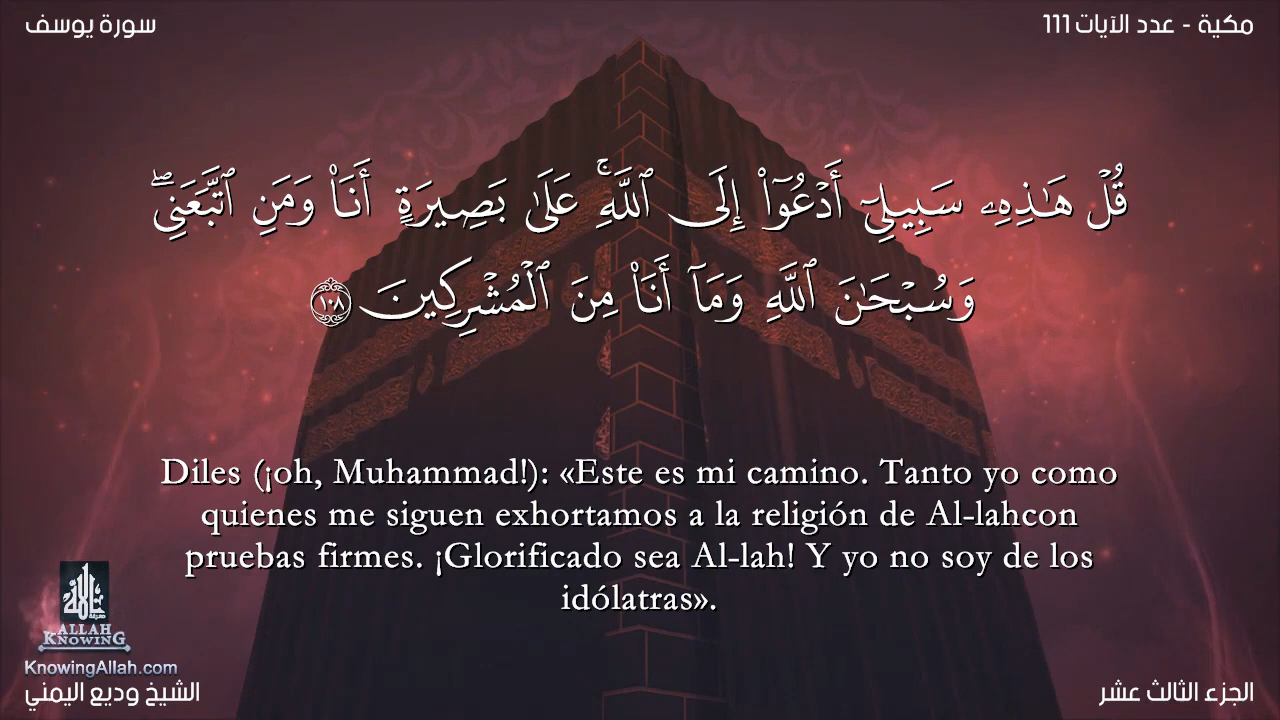 سورة يوسف
مكية - عدد الآيات 111
قُلْ هَٰذِهِۦ سَبِيلِىٓ أَدْعُوٓا۟ إِلَى ٱللَّهِ ۚ عَلَىٰ بَصِيرَةٍ أَنَا۠ وَمَنِ ٱتَّبَعَنِى ۖ
وَسُبْحَٰنَ ٱللَّهِ وَمَآ أَنَا۠ مِنَ ٱلْمُشْرِكِينَ ١٠٨
Diles (¡oh, Muhammad!): «Este es mi camino. Tanto yo como
quienes me siguen exhortamos a la religión de Al-lahcon
pruebas firmes. ¡Glorificado sea Al-lah! Y yo no soy de los
idólatras».
ALLAH
KNOWING
KnowingAllah.com
الشيخ وديع اليمني
الجزء الثالث عشر